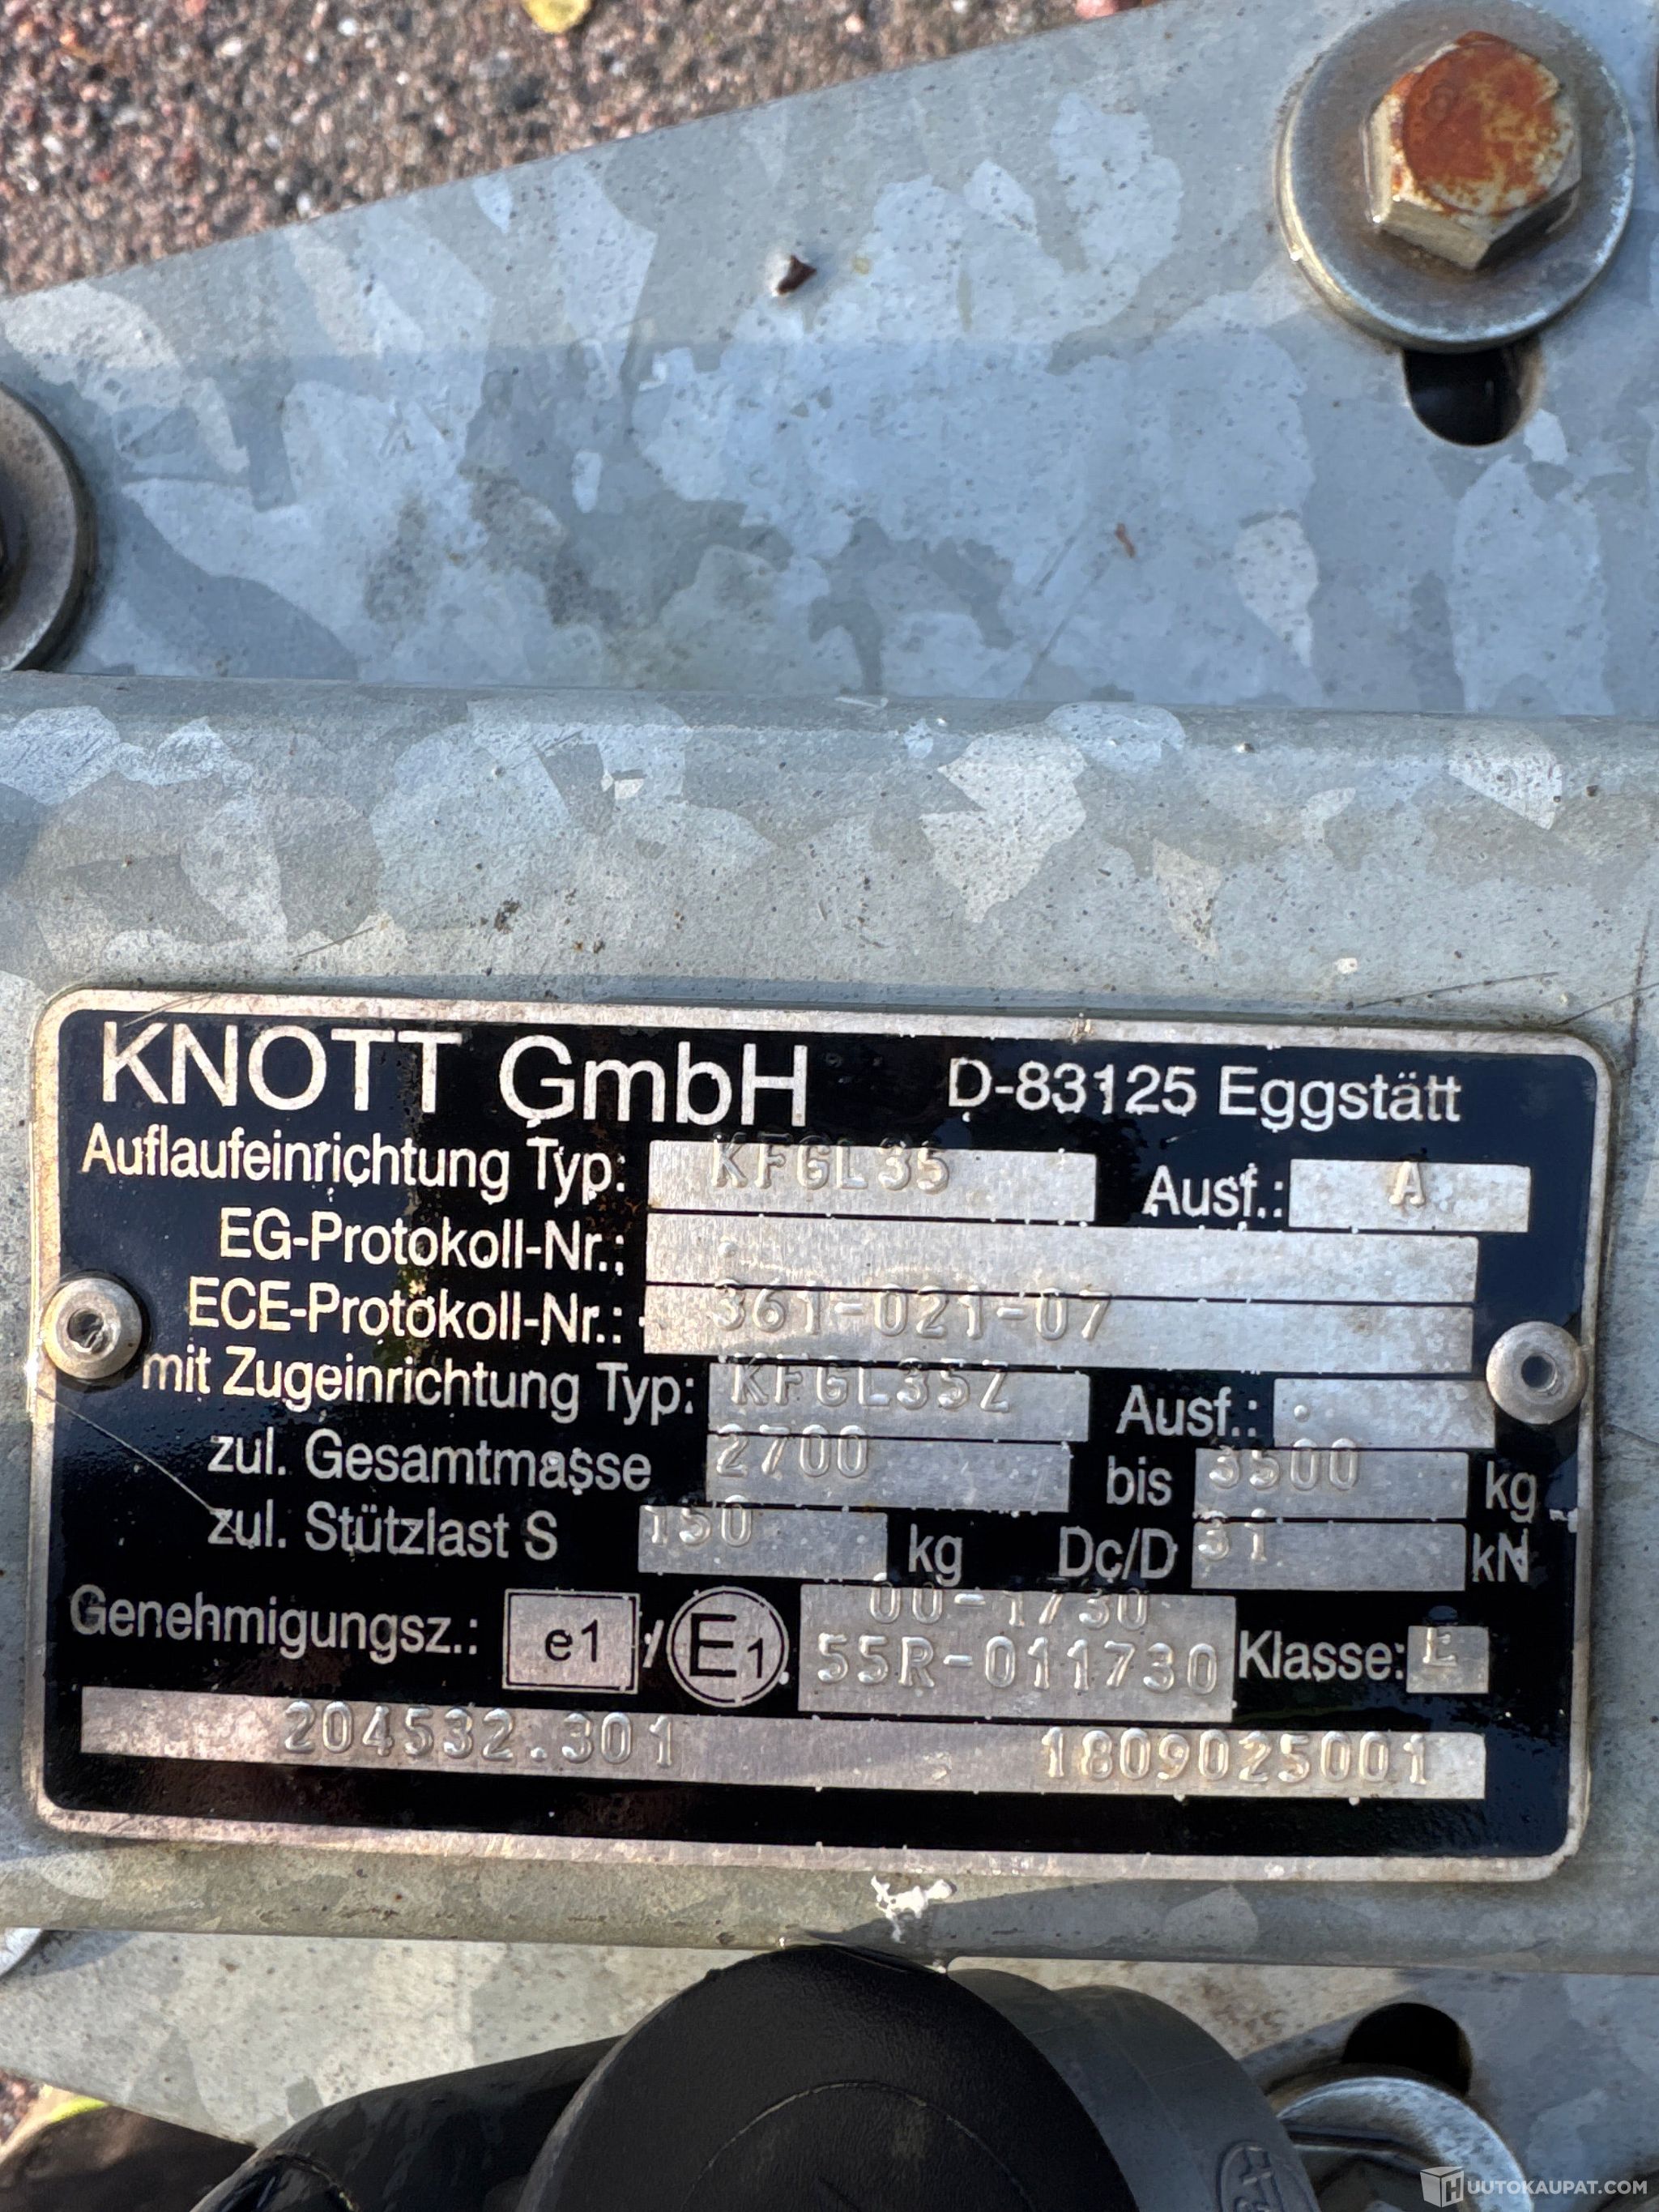 KNOTT GmbH D-83125 Eggstätt
Auflaufeinrichtung Typ: KFGL35 Ausf.: A
EG-Protokoll-Nr.:
ECE-Protokoll-Nr.: 361-021-07
mit Zugeinrichtung Typ: KFGL35Z Ausf.:
zul. Gesamtmasse 2700 bis 3500 kg
zul. Stützlast S 150 kg Dc/D 31 kN
00-1730
Genehmigungsz.: e1 / E1 55R-011730 Klasse: E
204532.301 1809025001
HUUTOKAUPAT.COM